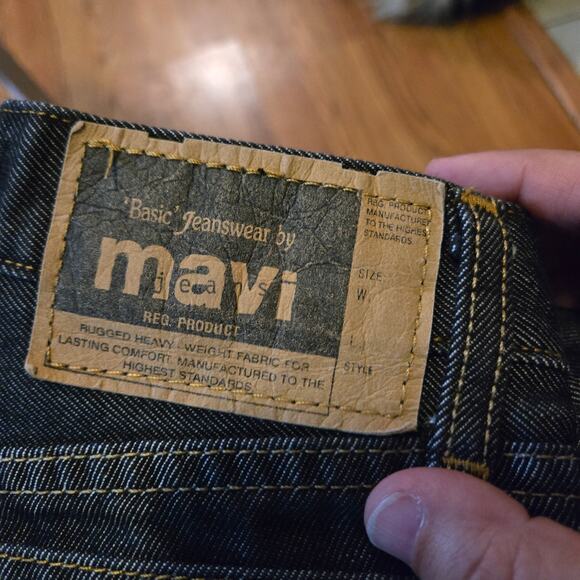 'Basic' Jeanswear by
mavi
jeans
REG. PRODUCT
RUGGED HEAVY - WEIGHT FABRIC FOR
LASTING COMFORT. MANUFACTURED TO THE
HIGHEST STANDARDS.
REG. PRODUCT
MANUFACTURED
TO THE HIGHEST
STANDARDS.
SIZE
W
L
STYLE